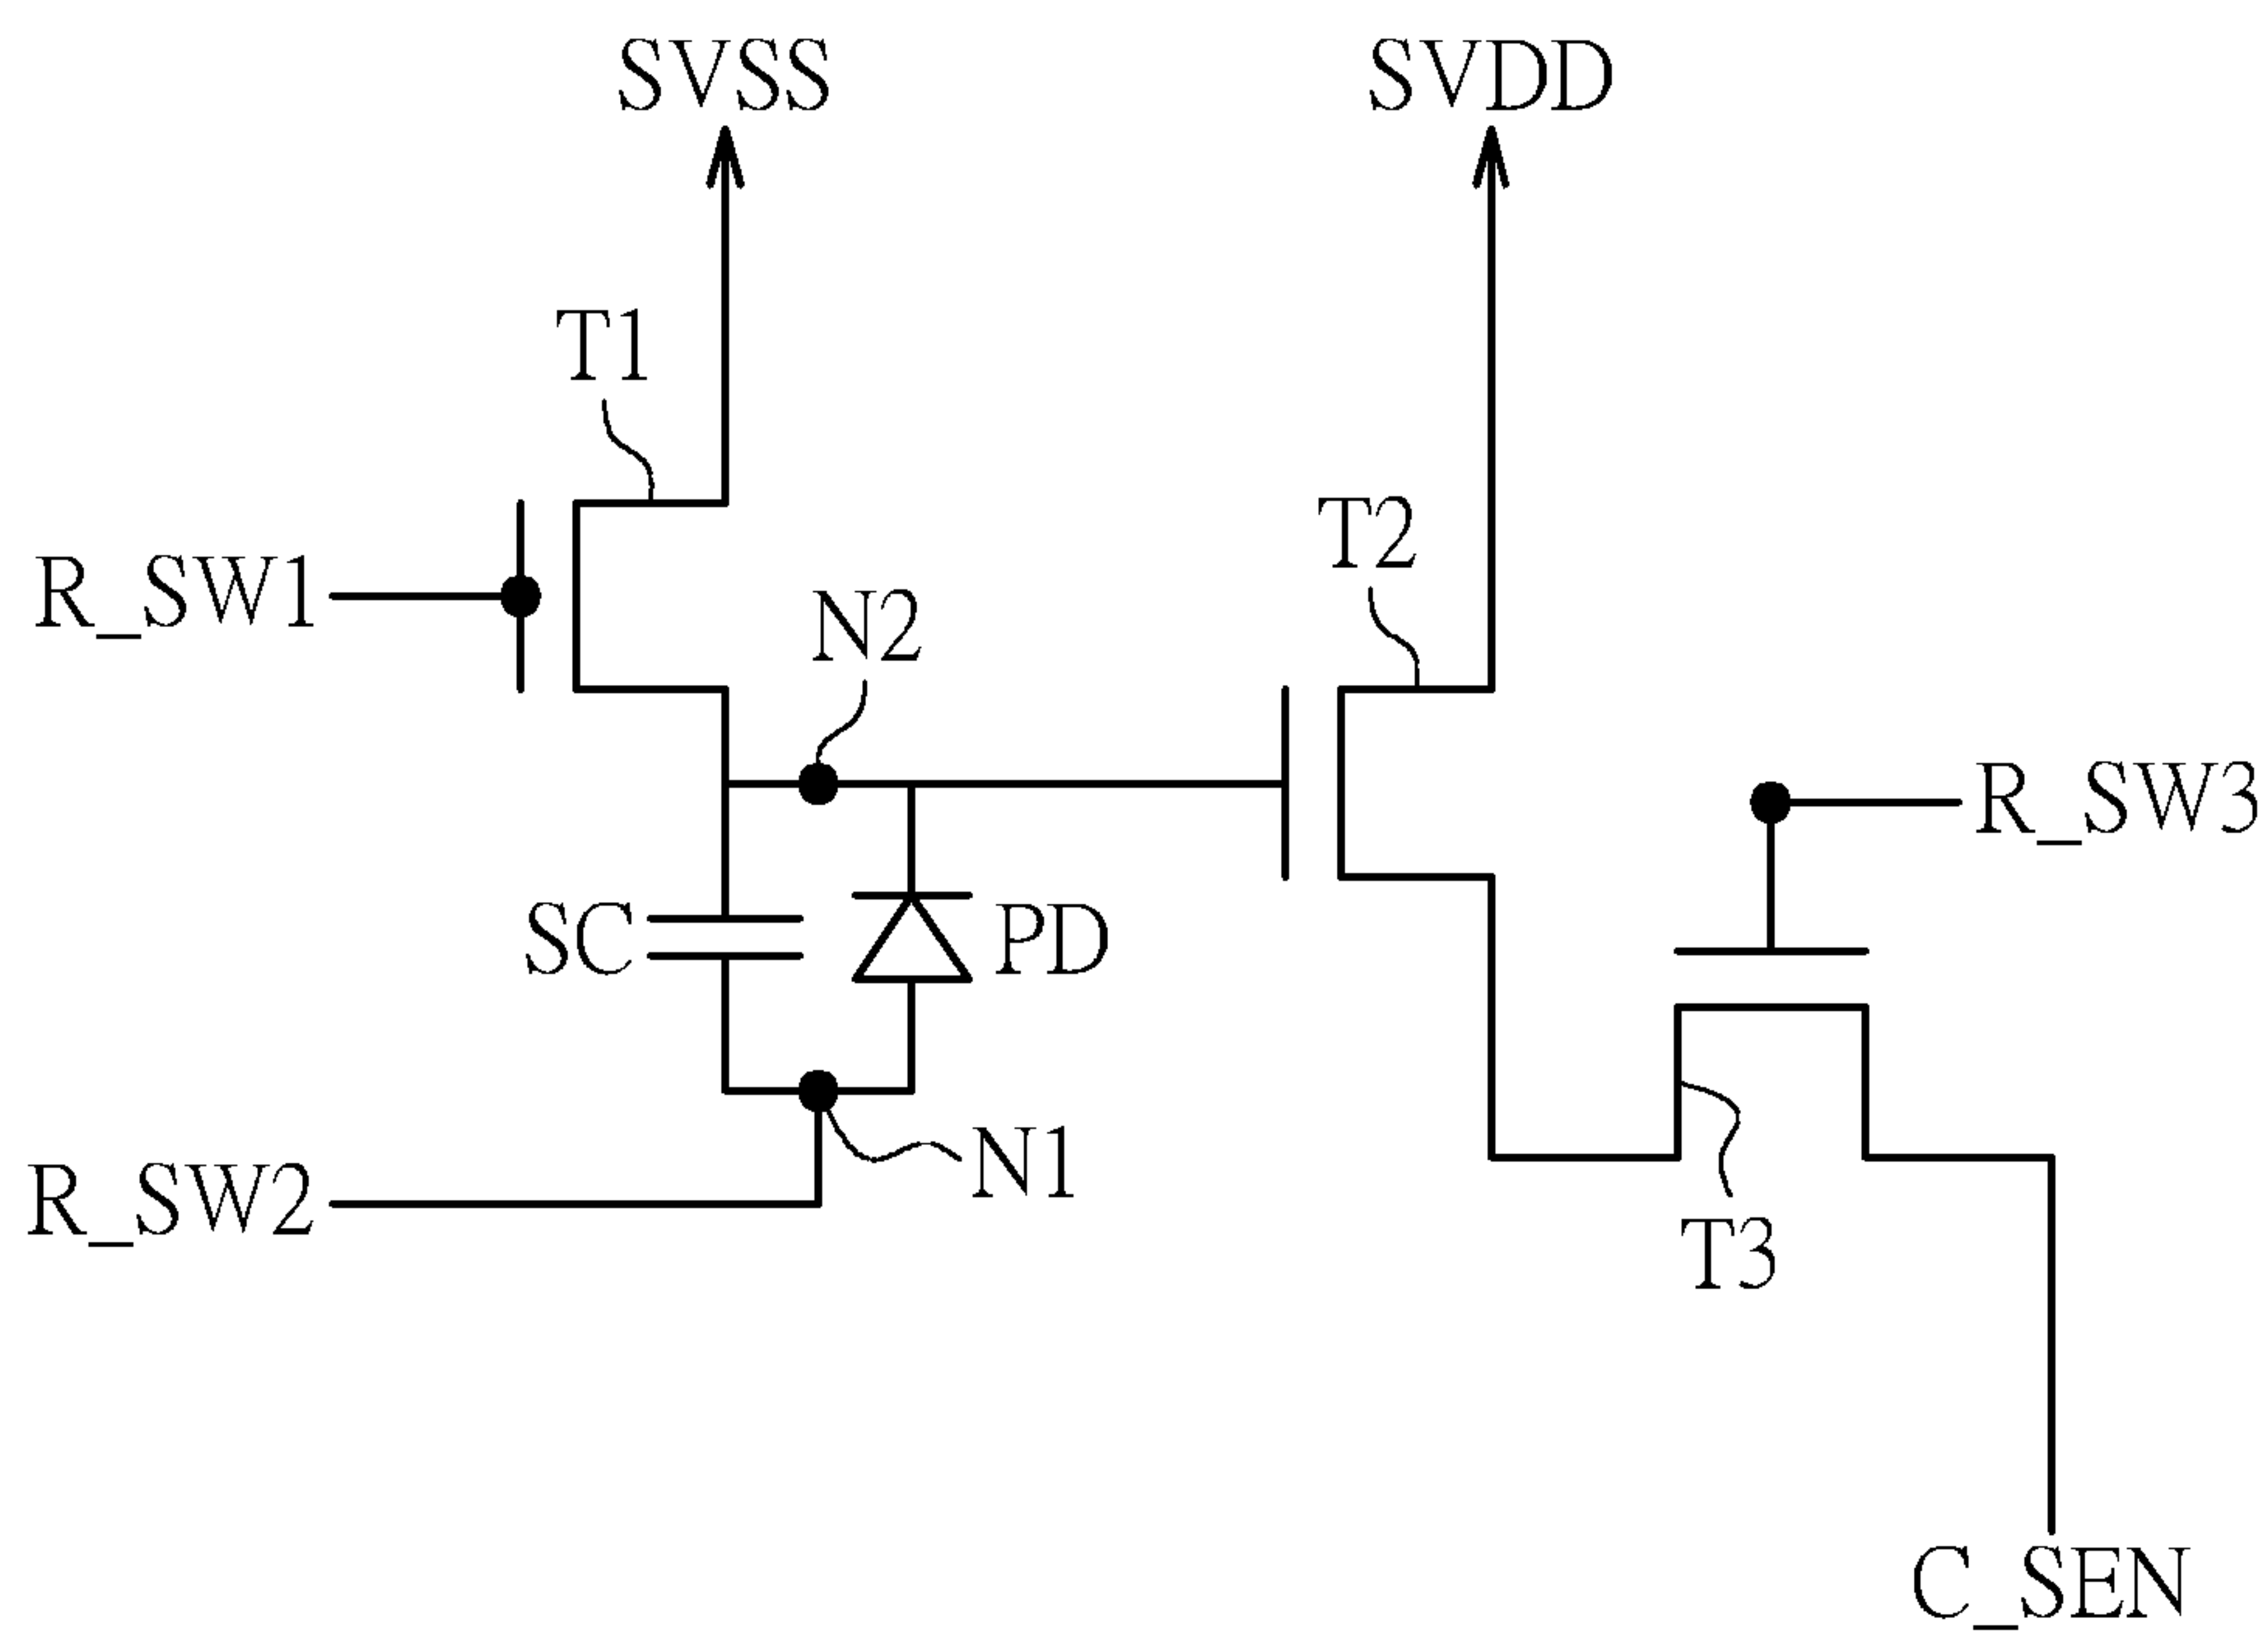 SVSS
SVDD
T1
T2
R_SW1
N2
R_SW3
SC
PD
N1
R_SW2
T3
C_SEN